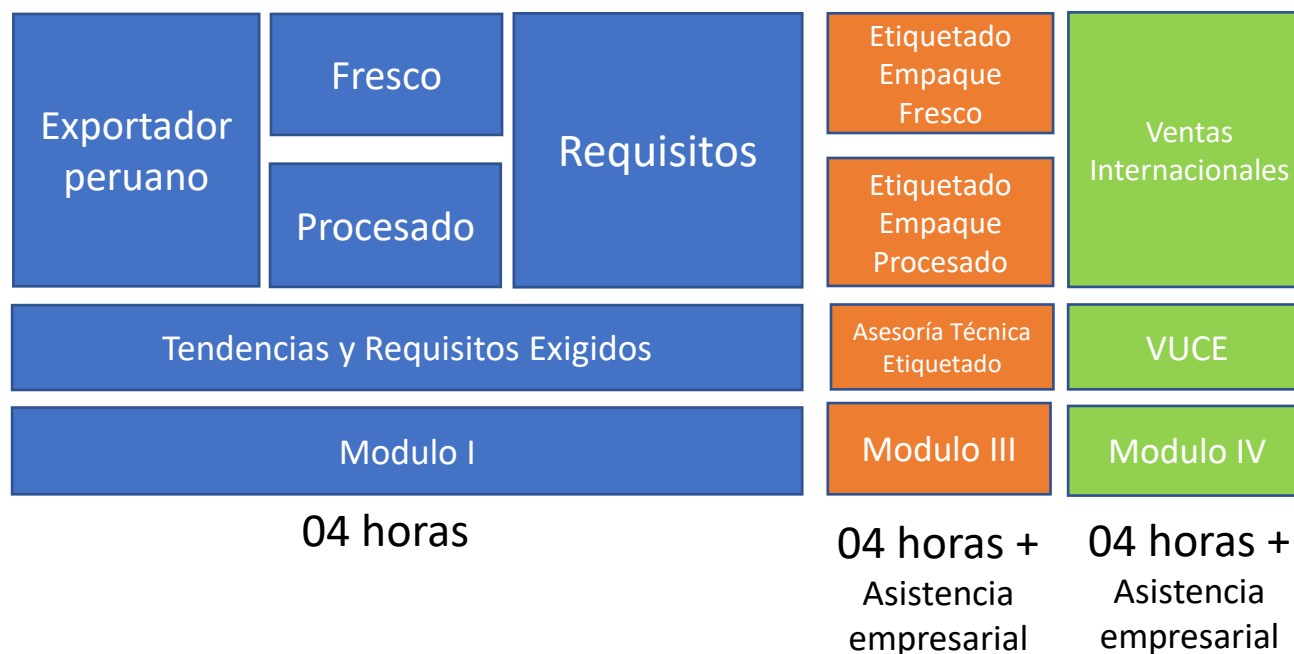 Exportador
peruano
Fresco
Procesado
Requisitos
Etiquetado
Empaque
Fresco
Etiquetado
Empaque
Procesado
Ventas
Internacionales
Tendencias y Requisitos Exigidos
Asesoría Técnica
Etiquetado
VUCE
Modulo I
Modulo III
Modulo IV
04 horas
04 horas +
Asistencia
empresarial
04 horas +
Asistencia
empresarial